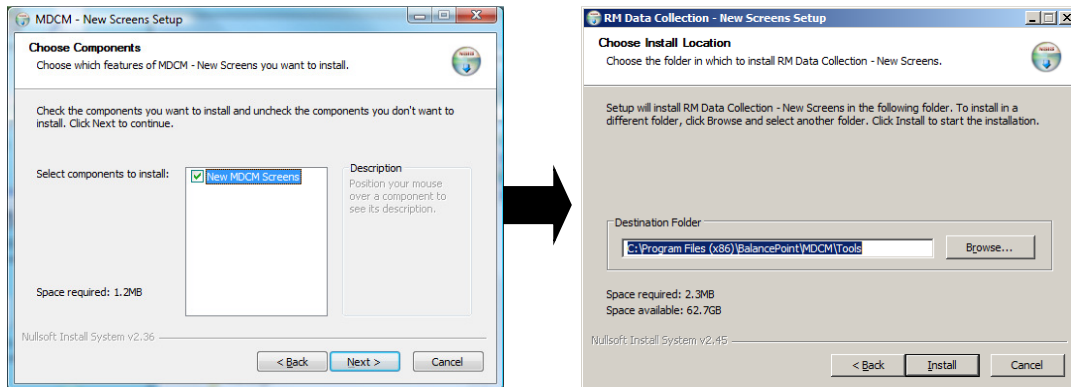 MDCM - New Screens Setup
Choose Components
Choose which features of MDCM - New Screens you want to install.
Check the components you want to install and uncheck the components you don't want to
install. Click Next to continue.
Select components to install:
New MDCM Screens
Description
Position your mouse
over a component to
see its description.
Space required: 1.2MB
Nullsoft Install System v2.36
< Back
Next >
Cancel
RM Data Collection - New Screens Setup
Choose Install Location
Choose the folder in which to install RM Data Collection - New Screens.
Setup will install RM Data Collection - New Screens in the following folder. To install in a
different folder, click Browse and select another folder. Click Install to start the installation.
Destination Folder
C:\Program Files (x86)\BalancePoint\MDCM\Tools
Browse...
Space required: 2.3MB
Space available: 62.7GB
Nullsoft Install System v2.45
< Back
Install
Cancel